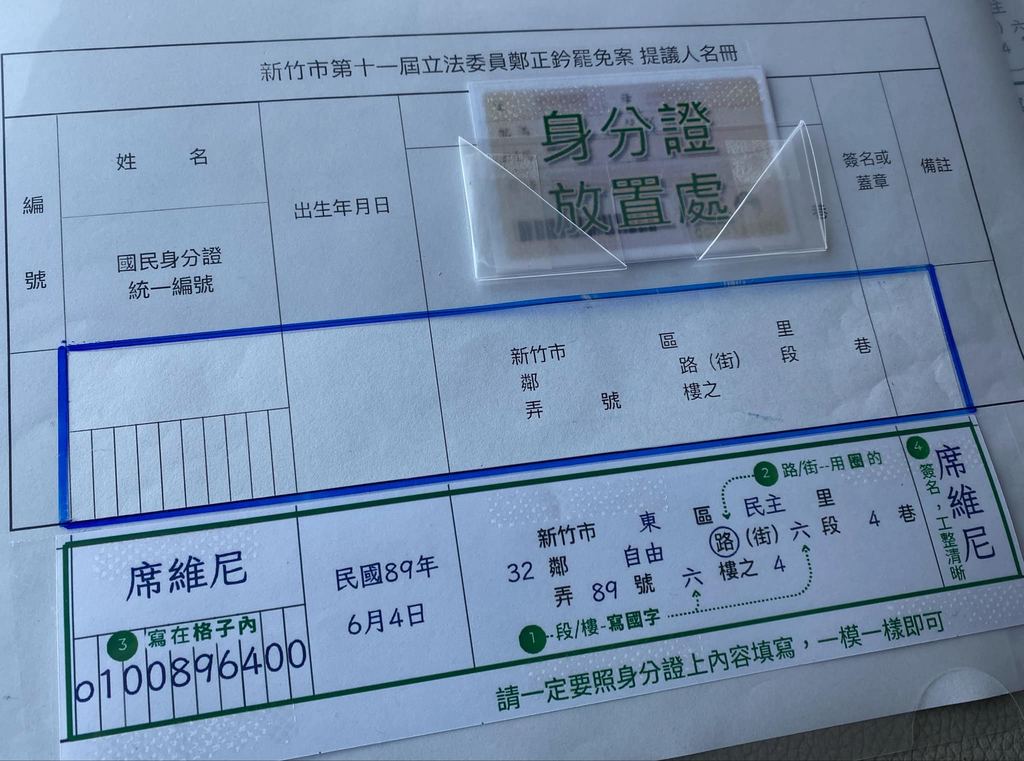 新竹市第十一屆立法委員鄭正鈐罷免案 提議人名冊
編號
姓 名
國民身分證
統一編號
出生年月日
身分證
放置處
巷
簽名或
蓋章
備註
新竹市 區 里
鄰 路（街） 段 巷
弄 號 樓之
席維尼
3 寫在格子內
o100896400
民國89年
6月4日
2 路/街--用圈的
新竹市 東 區 民主 里
32 鄰 自由 路（街） 六 段 4 巷
弄 89 號 六 樓之 4
1 --段/樓-寫國字
4 簽名，工整清晰
席維尼
請一定要照身分證上內容填寫，一模一樣即可